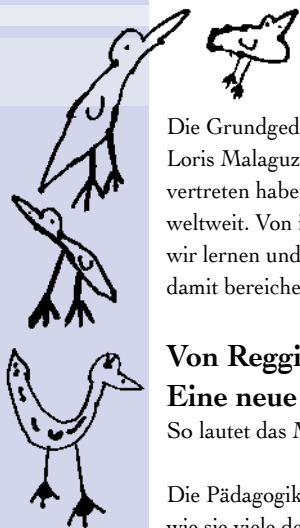 Die Grundged
Loris Malaguz
vertreten habe
weltweit. Von i
wir lernen und
damit bereiche
Von Reggi
Eine neue
So lautet das M
Die Pädagogik
wie sie viele de